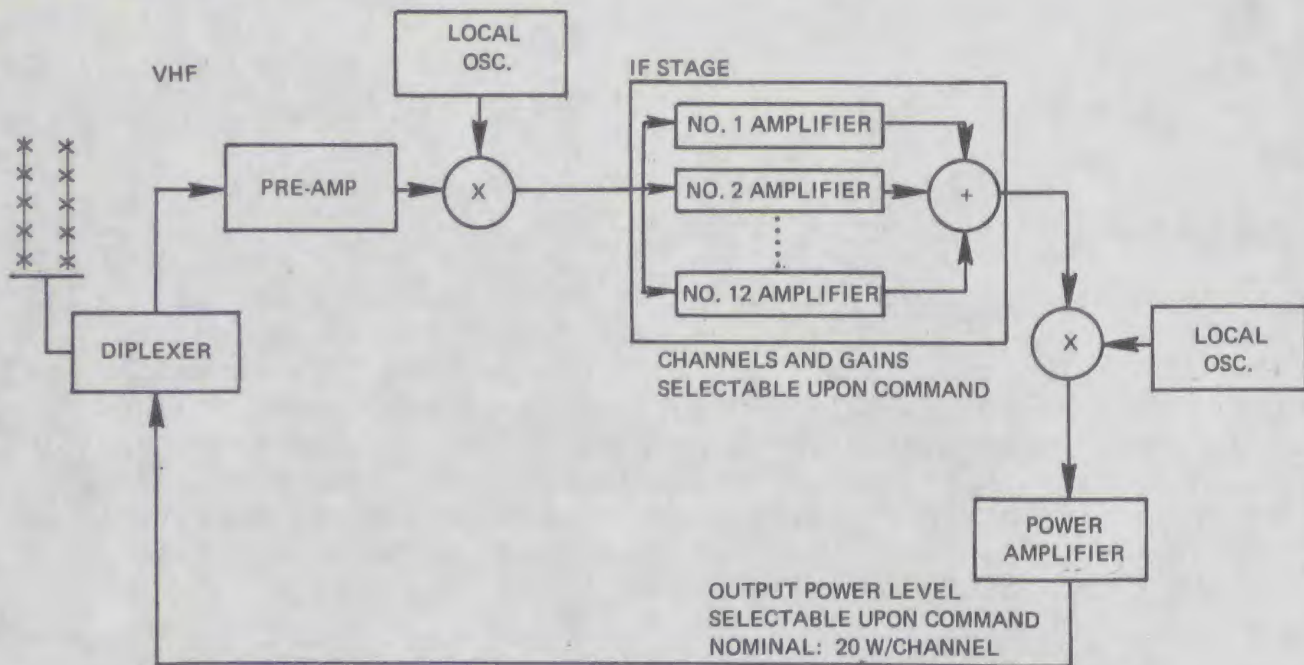 VHF
LOCAL
OSC.
IF STAGE
NO. 1 AMPLIFIER
PRE-AMP
X
NO. 2 AMPLIFIER
+
NO. 12 AMPLIFIER
DIPLEXER
CHANNELS AND GAINS
SELECTABLE UPON COMMAND
X
LOCAL
OSC.
POWER
AMPLIFIER
OUTPUT POWER LEVEL
SELECTABLE UPON COMMAND
NOMINAL: 20 W/CHANNEL